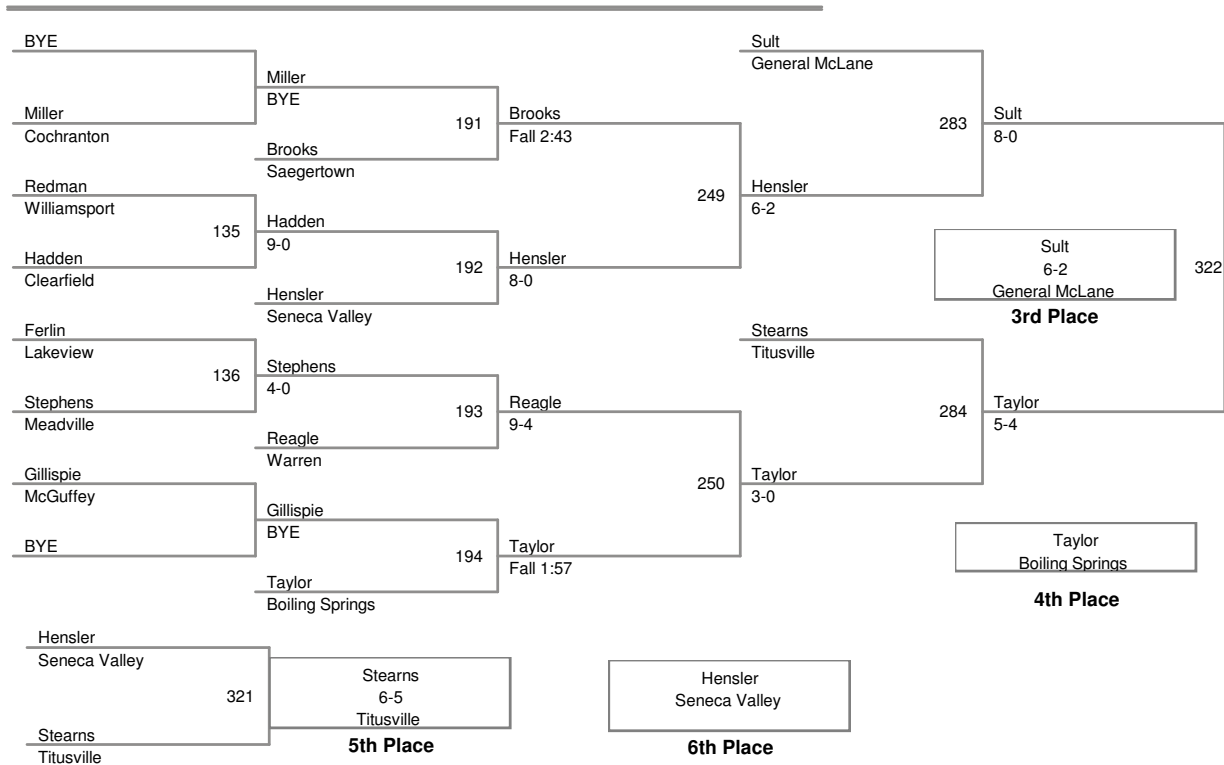 BYE
Miller
Cochranton
Redman
Williamsport
135
Hadden
Clearfield
Ferlin
Lakeview
136
Stephens
Meadville
Gillispie
McGuffey
BYE
Miller
BYE
191
Brooks
Saegertown
Hadden
9-0
192
Hensler
Seneca Valley
Stephens
4-0
193
Reagle
Warren
Gillispie
BYE
194
Taylor
Boiling Springs
Brooks
Fall 2:43
249
Hensler
8-0
Reagle
9-4
250
Taylor
Fall 1:57
Sult
General McLane
283
Hensler
6-2
Stearns
Titusville
284
Taylor
3-0
Sult
8-0
322
Taylor
5-4
Sult
6-2
General McLane
3rd Place
Taylor
Boiling Springs
4th Place
Hensler
Seneca Valley
321
Stearns
Titusville
Stearns
6-5
Titusville
5th Place
Hensler
Seneca Valley
6th Place